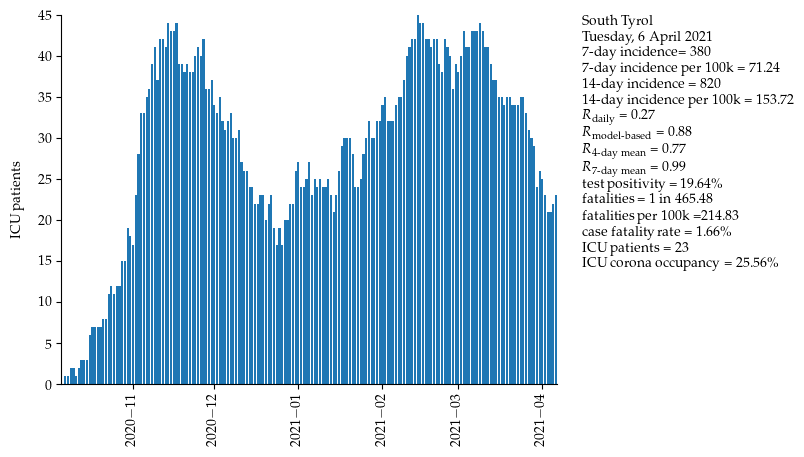 South Tyrol
Tuesday, 6 April 2021
7-day incidence= 380
7-day incidence per 100k = 71.24
14-day incidence = 820
14-day incidence per 100k = 153.72
R_daily = 0.27
R_model-based = 0.88
R_4-day mean = 0.77
R_7-day mean = 0.99
test positivity = 19.64%
fatalities = 1 in 465.48
fatalities per 100k =214.83
case fatality rate = 1.66%
ICU patients = 23
ICU corona occupancy = 25.56%
ICU patients
45
40
35
30
25
20
15
10
5
0
2020−11
2020−12
2021−01
2021−02
2021−03
2021−04